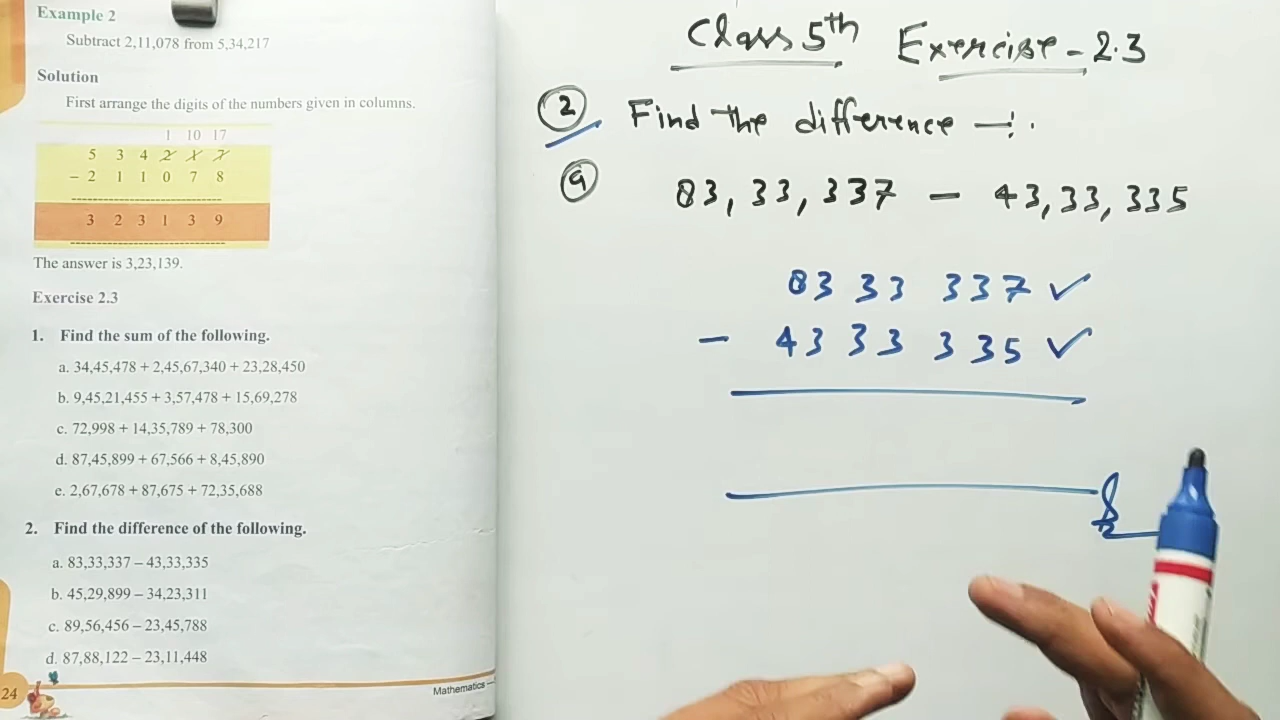 Example 2
Subtract 2,11,078 from 5,34,217
Solution
First arrange the digits of the numbers given in columns.
1 10 17
5 3 4 2 1 7
– 2 1 1 0 7 8
3 2 3 1 3 9
The answer is 3,23,139.
Exercise 2.3
1. Find the sum of the following.
a. 34,45,478 + 2,45,67,340 + 23,28,450
b. 9,45,21,455 + 3,57,478 + 15,69,278
c. 72,998 + 14,35,789 + 78,300
d. 87,45,899 + 67,566 + 8,45,890
e. 2,67,678 + 87,675 + 72,35,688
2. Find the difference of the following.
a. 83,33,337 – 43,33,335
b. 45,29,899 – 34,23,311
c. 89,56,456 – 23,45,788
d. 87,88,122 – 23,11,448
24
Mathematics –
Class 5th Exercise - 2.3
2 Find the difference —:.
a 83, 33, 337 – 43, 33, 335
83 33 337 ✓
– 43 33 335 ✓